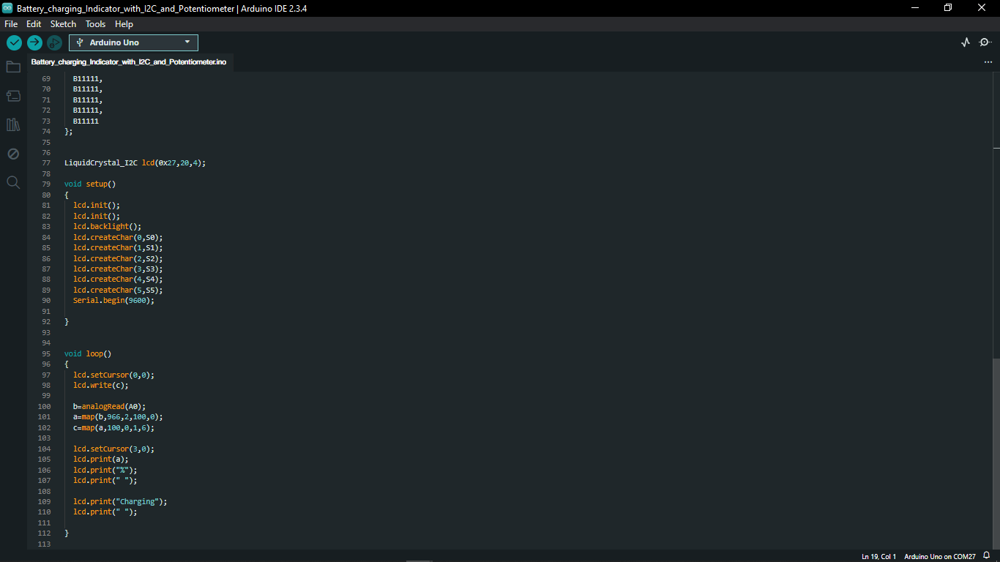 Battery_charging_Indicator_with_I2C_and_Potentiometer | Arduino IDE 2.3.4
File Edit Sketch Tools Help
Arduino Uno
Battery_charging_Indicator_with_I2C_and_Potentiometer.ino
69 B11111,
70 B11111,
71 B11111,
72 B11111,
73 B11111
74 };
75
76
77 LiquidCrystal_I2C lcd(0x27,20,4);
78
79 void setup()
80 {
81 lcd.init();
82 lcd.init();
83 lcd.backlight();
84 lcd.createChar(0,S0);
85 lcd.createChar(1,S1);
86 lcd.createChar(2,S2);
87 lcd.createChar(3,S3);
88 lcd.createChar(4,S4);
89 lcd.createChar(5,S5);
90 Serial.begin(9600);
91
92 }
93
94
95 void loop()
96 {
97 lcd.setCursor(0,0);
98 lcd.write(c);
99
100 b=analogRead(A0);
101 a=map(b,966,2,100,0);
102 c=map(a,100,0,1,6);
103
104 lcd.setCursor(3,0);
105 lcd.print(a);
106 lcd.print("%");
107 lcd.print(" ");
108
109 lcd.print("Charging");
110 lcd.print(" ");
111
112 }
113
Ln 19, Col 1 Arduino Uno on COM27